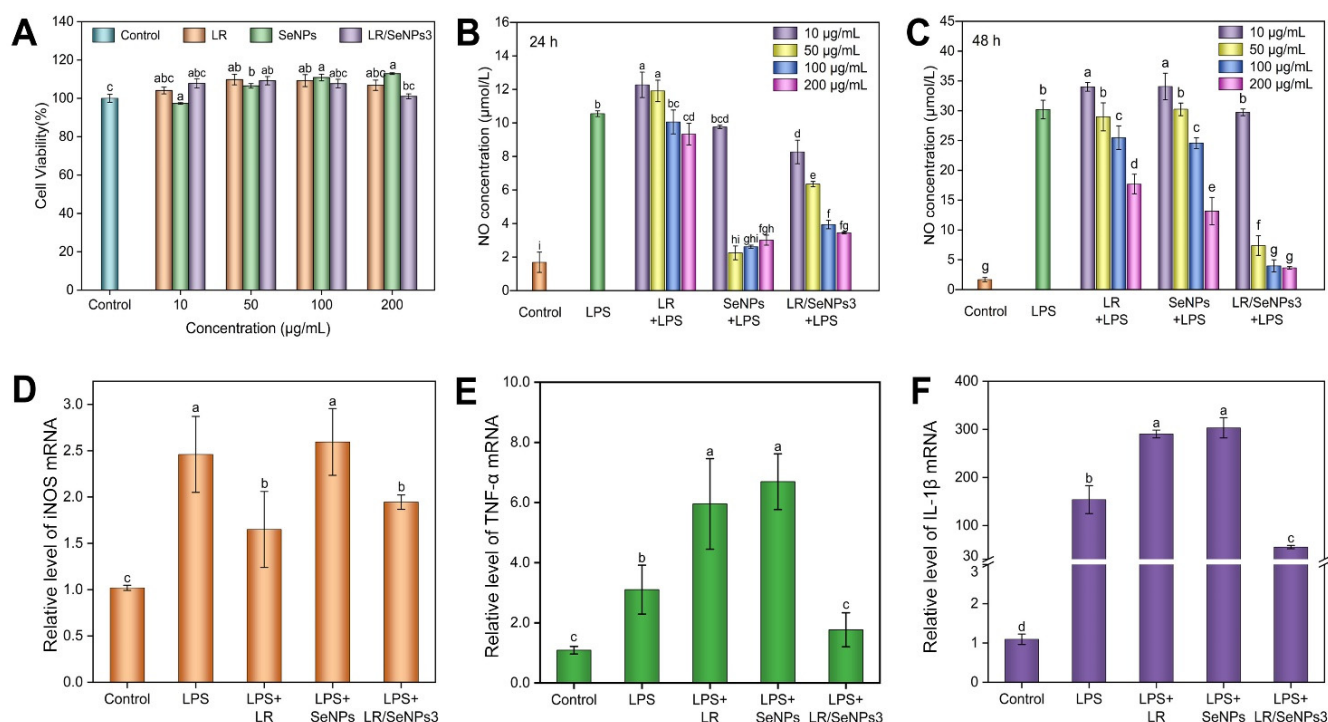 A
Cell Viability(%)
140
120
100
80
60
40
20
0
Control LR SeNPs LR/SeNPs3
c
abc a abc
ab b ab
ab a abc
abc a bc
Control 10 50 100 200
Concentration (μg/mL)
B
24 h
NO concentration (μmol/L)
16
14
12
10
8
6
4
2
0
10 μg/mL
50 μg/mL
100 μg/mL
200 μg/mL
i
b
a a bc cd
bcd hi ghi fgh
d e f fg
Control LPS LR SeNPs LR/SeNPs3
+LPS +LPS +LPS
C
48 h
NO concentration (μmol/L)
45
40
35
30
25
20
15
10
5
0
10 μg/mL
50 μg/mL
100 μg/mL
200 μg/mL
g
b
a b c d
a b c e
b f g g
Control LPS LR SeNPs LR/SeNPs3
+LPS +LPS +LPS
D
Relative level of iNOS mRNA
3.0
2.5
2.0
1.5
1.0
0.5
0.0
c a b a b
Control LPS LPS+ LPS+ LPS+
LR SeNPs LR/SeNPs3
E
Relative level of TNF-α mRNA
10.0
8.0
6.0
4.0
2.0
0.0
c b a a c
Control LPS LPS+ LPS+ LPS+
LR SeNPs LR/SeNPs3
F
Relative level of IL-1β mRNA
400
300
200
100
30
3
2
1
0
d b a a c
Control LPS LPS+ LPS+ LPS+
LR SeNPs LR/SeNPs3